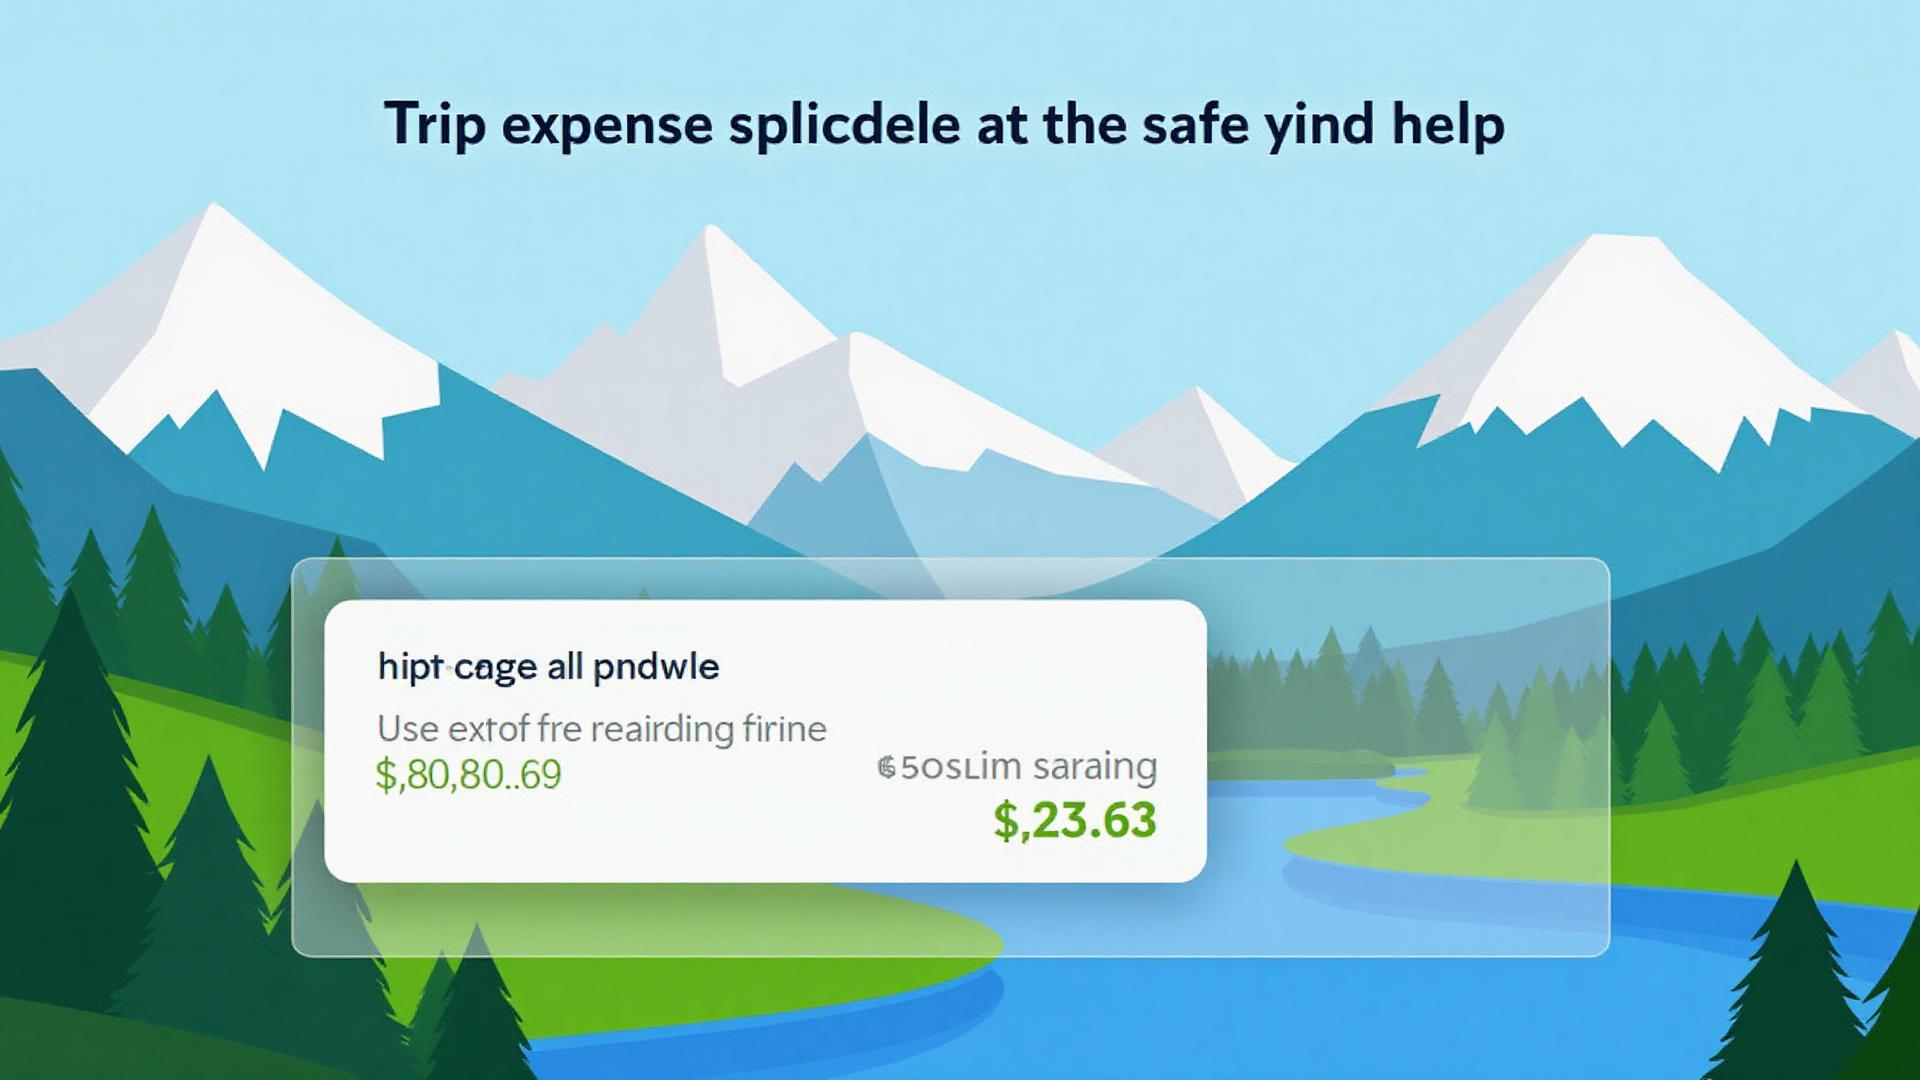 Trip expense splicdele at the safe yind help
hipt cage all pndwle
Use extof fre reairding firine
$,80,80..69
50sLim saraing
$,23.63